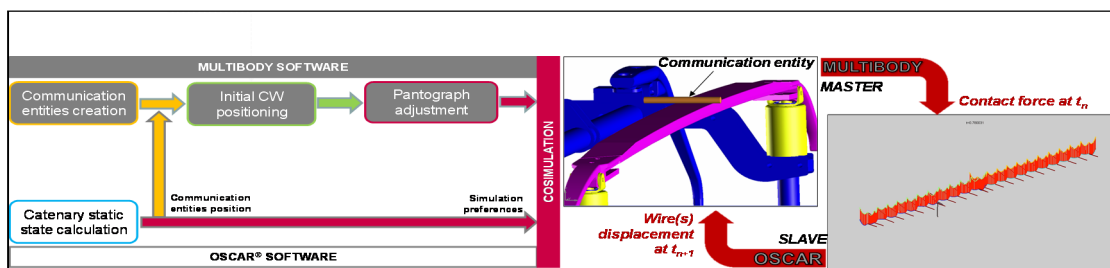 MULTIBODY SOFTWARE
Communication
entities creation
Initial CW
positioning
Pantograph
adjustment
Communication
entities position
Simulation
preferences
Catenary static
state calculation
OSCAR® SOFTWARE
COSIMULATION
Communication entity
MULTIBODY
MASTER
Contact force at tn
Wire(s)
displacement
at tn+1
SLAVE
OSCAR